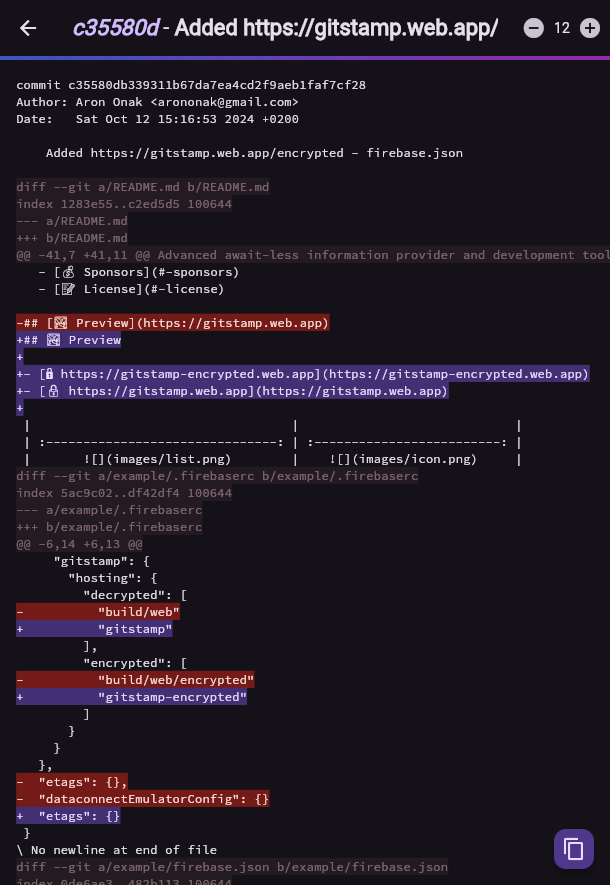 c35580d - Added https://gitstamp.web.app/ 12
commit c35580db339311b67da7ea4cd2f9aeb1faf7cf28
Author: Aron Onak <arononak@gmail.com>
Date:   Sat Oct 12 15:16:53 2024 +0200
    Added https://gitstamp.web.app/encrypted - firebase.json
diff --git a/README.md b/README.md
index 1283e55..c2ed5d5 100644
--- a/README.md
+++ b/README.md
@@ -41,7 +41,11 @@ Advanced await-less information provider and development tool
   - [💰 Sponsors](#-sponsors)
   - [📝 License](#-license)
-## [🖼 Preview](https://gitstamp.web.app)
+## 🖼 Preview
+
+- [🔒 https://gitstamp-encrypted.web.app](https://gitstamp-encrypted.web.app)
+- [🔓 https://gitstamp.web.app](https://gitstamp.web.app)
+
 |                                   |                             |
 | :-------------------------------: | :-------------------------: |
 |       ![](images/list.png)        |    ![](images/icon.png)     |
diff --git a/example/.firebaserc b/example/.firebaserc
index 5ac9c02..df42df4 100644
--- a/example/.firebaserc
+++ b/example/.firebaserc
@@ -6,14 +6,13 @@
     "gitstamp": {
       "hosting": {
         "decrypted": [
-          "build/web"
+          "gitstamp"
         ],
         "encrypted": [
-          "build/web/encrypted"
+          "gitstamp-encrypted"
         ]
       }
     }
   },
-  "etags": {},
-  "dataconnectEmulatorConfig": {}
+  "etags": {}
 }
\ No newline at end of file
diff --git a/example/firebase.json b/example/firebase.json
index 0de6ae3..482b113 100644